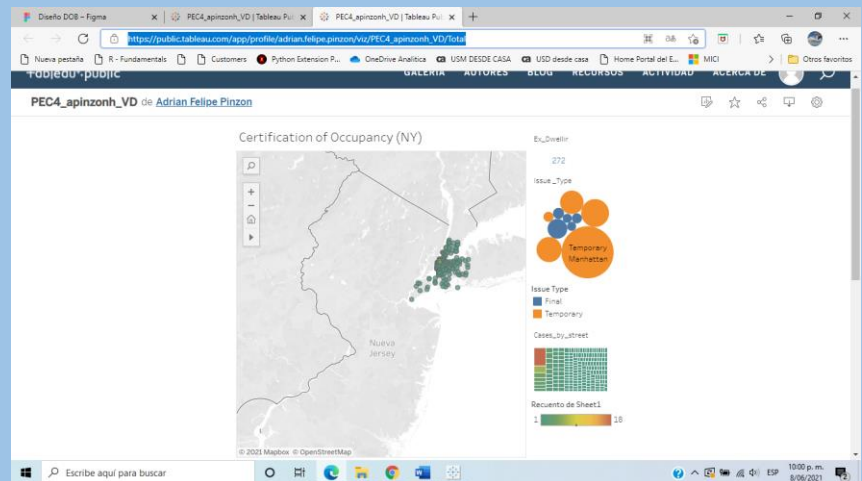 Diseño DOB – Figma
PEC4_apinzonh_VD | Tableau Pu
PEC4_apinzonh_VD | Tableau Pu
https://public.tableau.com/app/profile/adrian.felipe.pinzon/viz/PEC4_apinzonh_VD/Total
Nueva pestaña
R - Fundamentals
Customers
Python Extension P...
OneDrive Analitica
USM DESDE CASA
USD desde casa
Home Portal del E...
MICI
Otros favoritos
GALERÍA AUTORES BLOG RECURSOS ACTIVIDAD ACERCA DE
PEC4_apinzonh_VD de Adrian Felipe Pinzon
Certification of Occupancy (NY)
Nueva
Jersey
© 2021 Mapbox © OpenStreetMap
Ex_Dwellin
272
Issue_Type
Temporary
Manhattan
Issue Type
Final
Temporary
Cases_by_street
Recuento de Sheet1
1 18
Escribe aquí para buscar
ESP
10:00 p. m.
8/06/2021